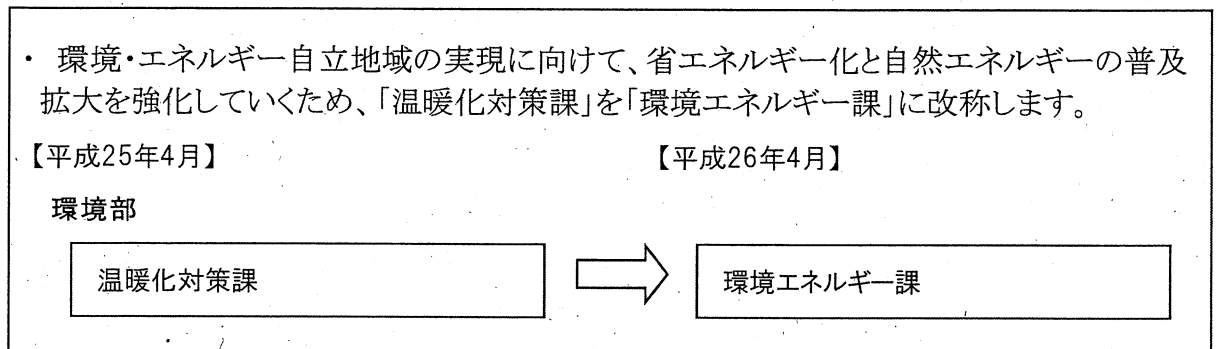 ・ 環境・エネルギー自立地域の実現に向けて、省エネルギー化と自然エネルギーの普及
拡大を強化していくため、「温暖化対策課」を「環境エネルギー課」に改称します。
【平成25年4月】
【平成26年4月】
環境部
温暖化対策課
環境エネルギー課